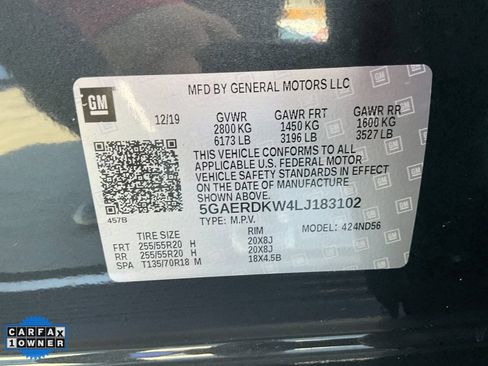 GM
MFD BY GENERAL MOTORS LLC
12/19 GVWR GAWR FRT GAWR RR
2800 KG 1450 KG 1600 KG
6173 LB 3196 LB 3527 LB
THIS VEHICLE CONFORMS TO ALL
APPLICABLE U.S. FEDERAL MOTOR
VEHICLE SAFETY STANDARDS IN EFFECT
ON THE DATE OF MANUFACTURE SHOWN ABOVE.
5GAERDKW4LJ183102
457B TYPE: M.P.V. MODEL: 424ND56
TIRE SIZE RIM
FRT 255/55R20 H 20X8J
RR 255/55R20 H 20X8J
SPA T135/70R18 M 18X4.5B
CARFAX
1 OWNER